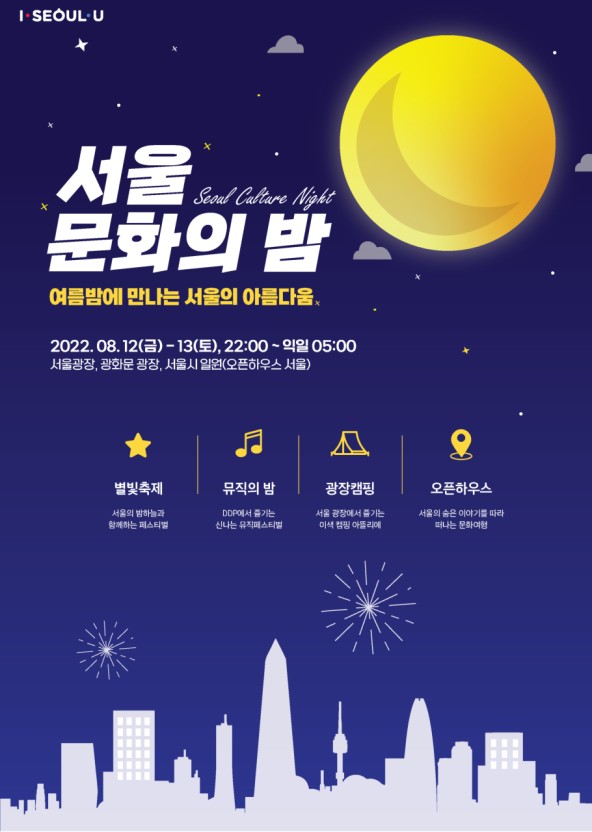 I·SEOUL·U
서울
Seoul Culture Night
문화의 밤
여름밤에 만나는 서울의 아름다움
2022. 08. 12(금) - 13(토), 22:00 ~ 익일 05:00
서울광장, 광화문 광장, 서울시 일원(오픈하우스 서울)
별빛축제
서울의 밤하늘과
함께하는 페스티벌
뮤직의 밤
DDP에서 즐기는
신나는 뮤직페스티벌
광장캠핑
서울 광장에서 즐기는
이색 캠핑 아뜰리에
오픈하우스
서울의 숨은 이야기를 따라
떠나는 문화여행